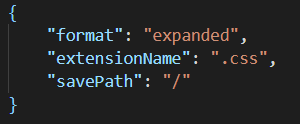 {
    "format": "expanded",
    "extensionName": ".css",
    "savePath": "/"
}